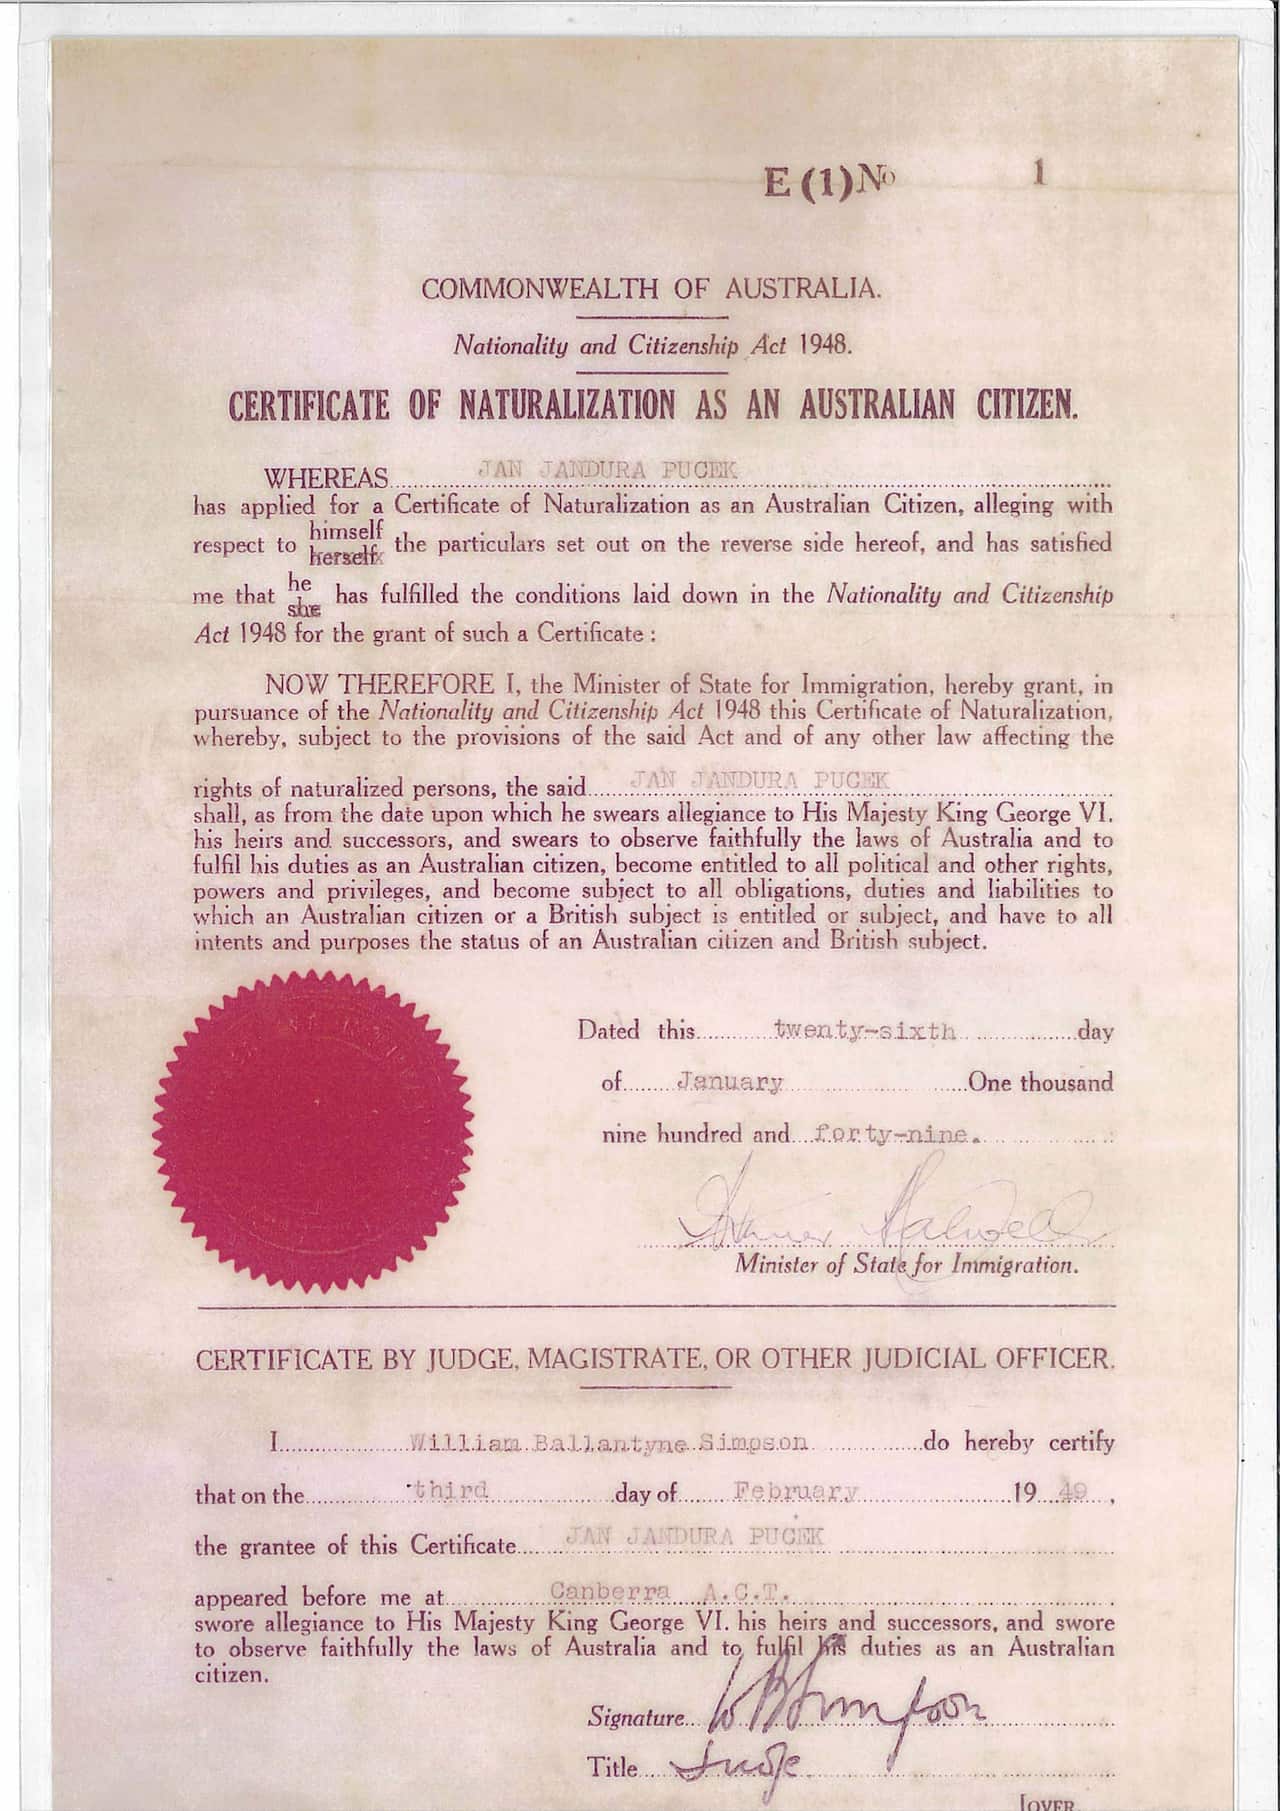 E (1) No 1
COMMONWEALTH OF AUSTRALIA.
Nationality and Citizenship Act 1948.
CERTIFICATE OF NATURALIZATION AS AN AUSTRALIAN CITIZEN.
WHEREAS JAN JANDURA PUCEK
has applied for a Certificate of Naturalization as an Australian Citizen, alleging with
himself
respect to herself the particulars set out on the reverse side hereof, and has satisfied
he
me that she has fulfilled the conditions laid down in the Nationality and Citizenship
Act 1948 for the grant of such a Certificate :
NOW THEREFORE I, the Minister of State for Immigration, hereby grant, in
pursuance of the Nationality and Citizenship Act 1948 this Certificate of Naturalization,
whereby, subject to the provisions of the said Act and of any other law affecting the
rights of naturalized persons, the said JAN JANDURA PUCEK
shall, as from the date upon which he swears allegiance to His Majesty King George VI.
his heirs and successors, and swears to observe faithfully the laws of Australia and to
fulfil his duties as an Australian citizen, become entitled to all political and other rights,
powers and privileges, and become subject to all obligations, duties and liabilities to
which an Australian citizen or a British subject is entitled or subject, and have to all
intents and purposes the status of an Australian citizen and British subject.
Dated this twenty-sixth day
of January One thousand
nine hundred and forty-nine.
Minister of State for Immigration.
CERTIFICATE BY JUDGE, MAGISTRATE, OR OTHER JUDICIAL OFFICER.
I William Ballantyne Simpson do hereby certify
that on the third day of February 19 49 ,
the grantee of this Certificate JAN JANDURA PUCEK
appeared before me at Canberra A.C.T.
swore allegiance to His Majesty King George VI. his heirs and successors, and swore
to observe faithfully the laws of Australia and to fulfil his duties as an Australian
citizen.
Signature W B Simpson
Title Judge
[OVER